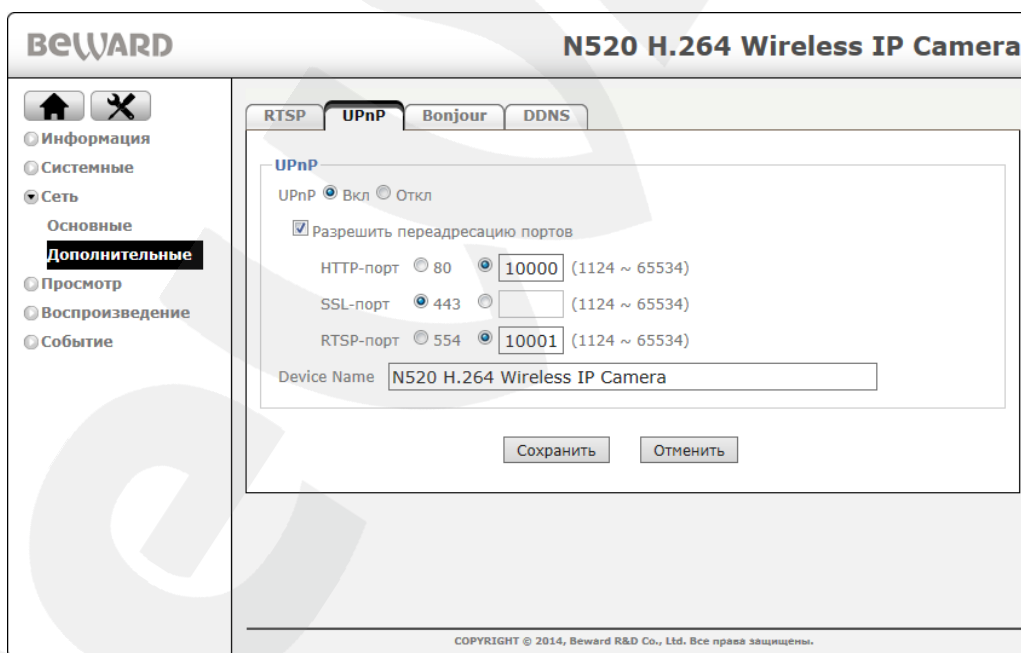 BEWARD
N520 H.264 Wireless IP Camera
Информация
Системные
Сеть
Основные
Дополнительные
Просмотр
Воспроизведение
Событие
RTSP UPnP Bonjour DDNS
UPnP
UPnP Вкл Откл
Разрешить переадресацию портов
HTTP-порт 80 10000 (1124 ~ 65534)
SSL-порт 443 (1124 ~ 65534)
RTSP-порт 554 10001 (1124 ~ 65534)
Device Name N520 H.264 Wireless IP Camera
Сохранить Отменить
COPYRIGHT © 2014, Beward R&D Co., Ltd. Все права защищены.